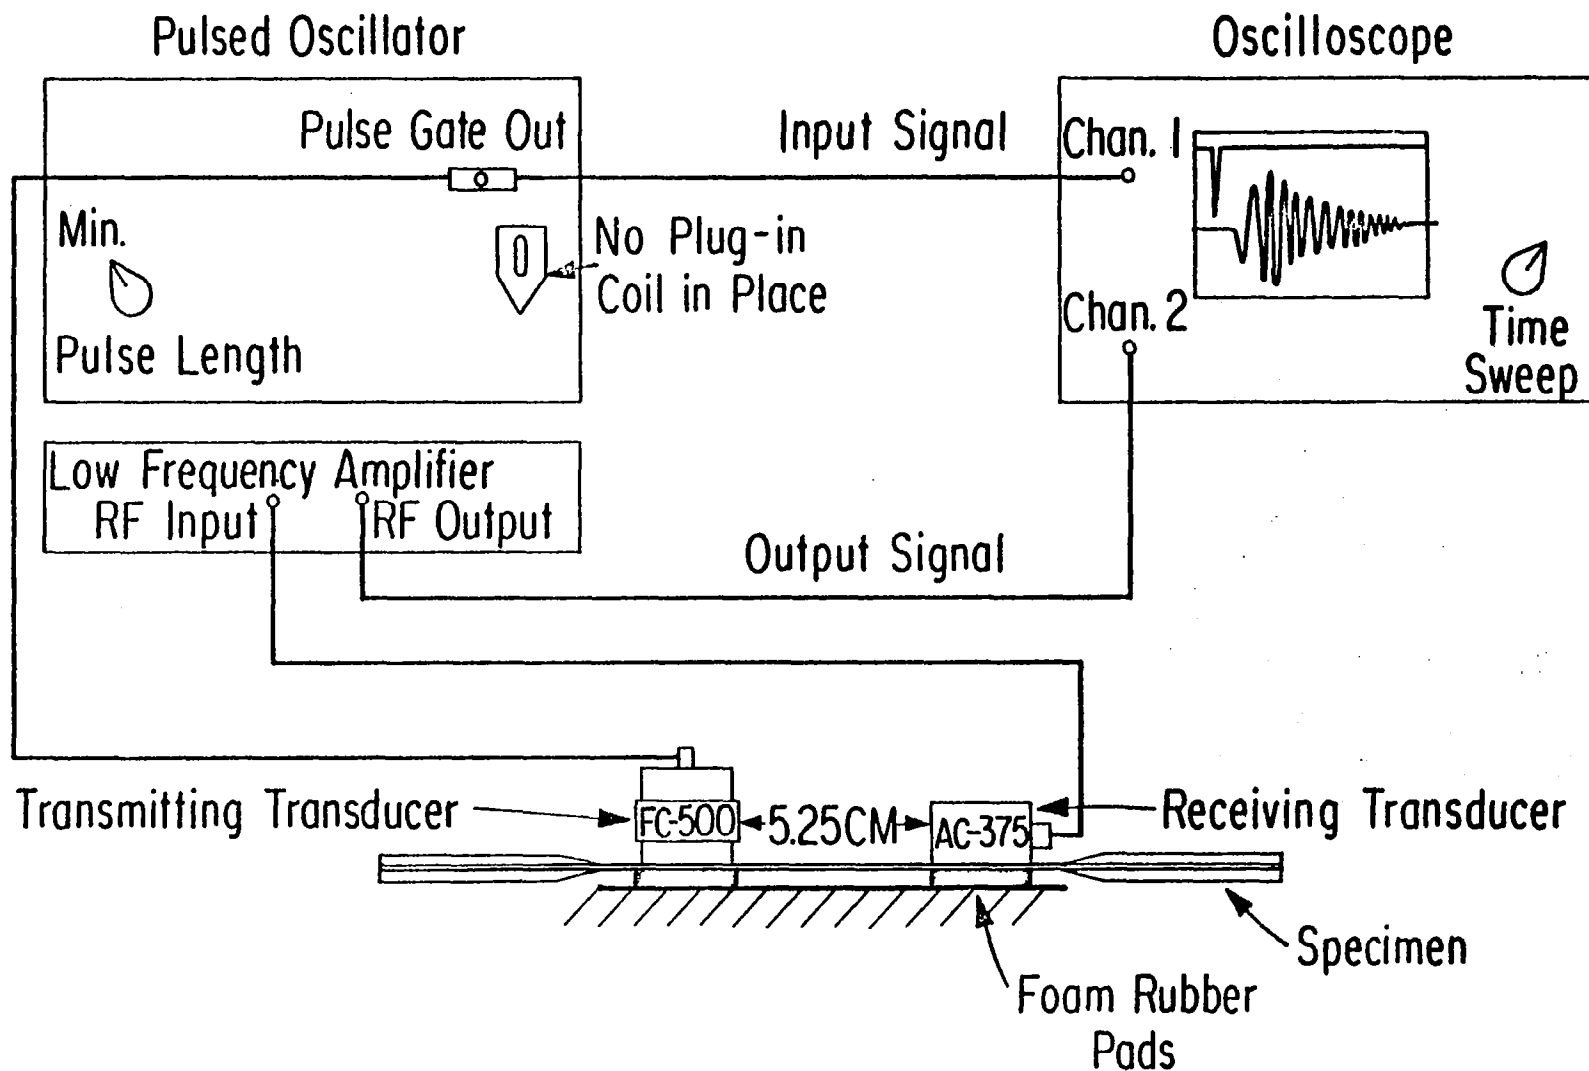 Pulsed Oscillator
Oscilloscope
Pulse Gate Out
Input Signal
Chan. 1
Min.
No Plug-in
Coil in Place
Pulse Length
Chan. 2
Time
Sweep
Low Frequency Amplifier
RF Input
RF Output
Output Signal
Transmitting Transducer
FC-500
5.25CM
AC-375
Receiving Transducer
Specimen
Foam Rubber
Pads